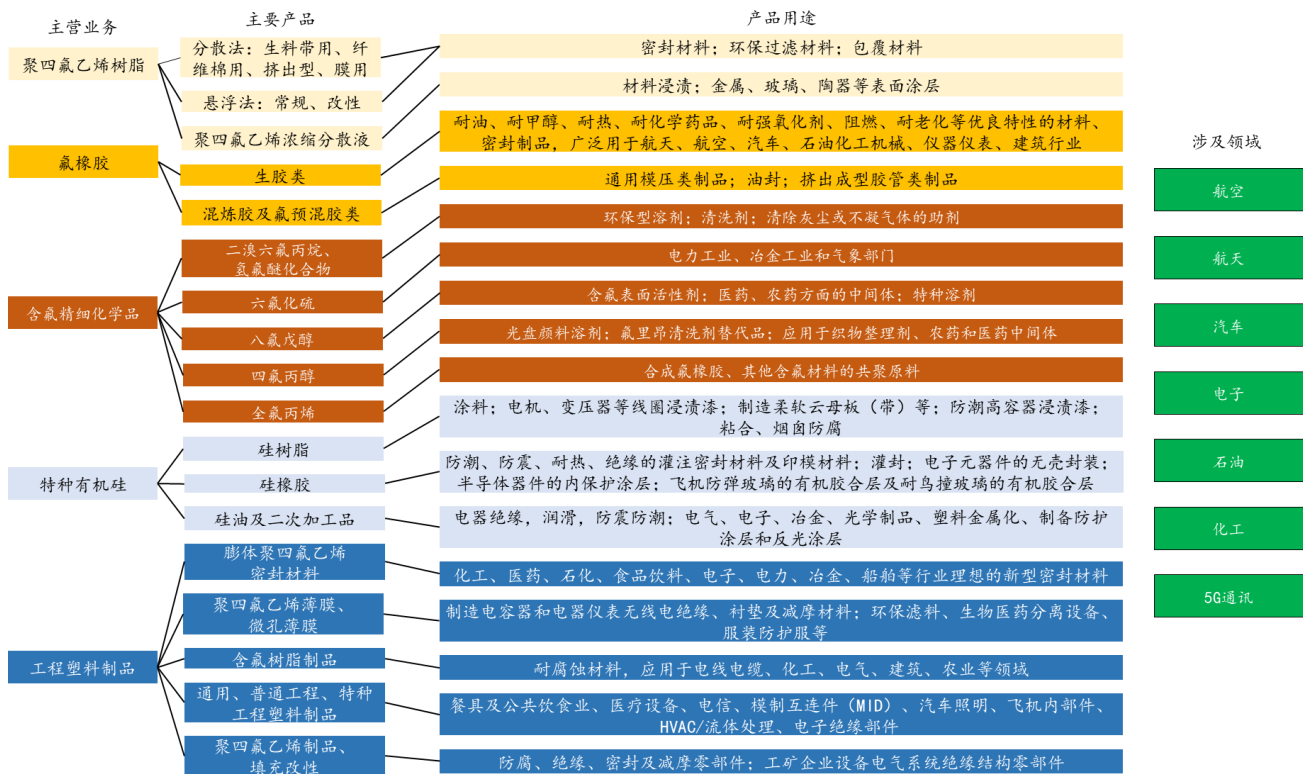 主营业务
主要产品
产品用途
聚四氟乙烯树脂
分散法：生料带用、纤
维棉用、挤出型、膜用
悬浮法：常规、改性
聚四氟乙烯浓缩分散液
密封材料；环保过滤材料；包覆材料
材料浸渍；金属、玻璃、陶器等表面涂层
氟橡胶
生胶类
混炼胶及氟预混胶类
耐油、耐甲醇、耐热、耐化学药品、耐强氧化剂、阻燃、耐老化等优良特性的材料、
密封制品，广泛用于航天、航空、汽车、石油化工机械、仪器仪表、建筑行业
通用模压类制品；油封；挤出成型胶管类制品
含氟精细化学品
二溴六氟丙烷、
氢氟醚化合物
六氟化硫
八氟戊醇
四氟丙醇
全氟丙烯
环保型溶剂；清洗剂；清除灰尘或不凝气体的助剂
电力工业、冶金工业和气象部门
含氟表面活性剂；医药、农药方面的中间体；特种溶剂
光盘颜料溶剂；氟里昂清洗剂替代品；应用于织物整理剂、农药和医药中间体
合成氟橡胶、其他含氟材料的共聚原料
特种有机硅
硅树脂
硅橡胶
硅油及二次加工品
涂料；电机、变压器等线圈浸渍漆；制造柔软云母板（带）等；防潮高容器浸渍漆；
粘合、烟囱防腐
防潮、防震、耐热、绝缘的灌注密封材料及印模材料；灌封；电子元器件的无壳封装；
半导体器件的内保护涂层；飞机防弹玻璃的有机胶合层及耐鸟撞玻璃的有机胶合层
电器绝缘，润滑，防震防潮；电气、电子、冶金、光学制品、塑料金属化、制备防护
涂层和反光涂层
工程塑料制品
膨体聚四氟乙烯
密封材料
聚四氟乙烯薄膜、
微孔薄膜
含氟树脂制品
通用、普通工程、特种
工程塑料制品
聚四氟乙烯制品、
填充改性
化工、医药、石化、食品饮料、电子、电力、冶金、船舶等行业理想的新型密封材料
制造电容器和电器仪表无线电绝缘、衬垫及减摩材料；环保滤料、生物医药分离设备、
服装防护服等
耐腐蚀材料，应用于电线电缆、化工、电气、建筑、农业等领域
餐具及公共饮食业、医疗设备、电信、模制互连件（MID）、汽车照明、飞机内部件、
HVAC/流体处理、电子绝缘部件
防腐、绝缘、密封及减摩零部件；工矿企业设备电气系统绝缘结构零部件
涉及领域
航空
航天
汽车
电子
石油
化工
5G通讯